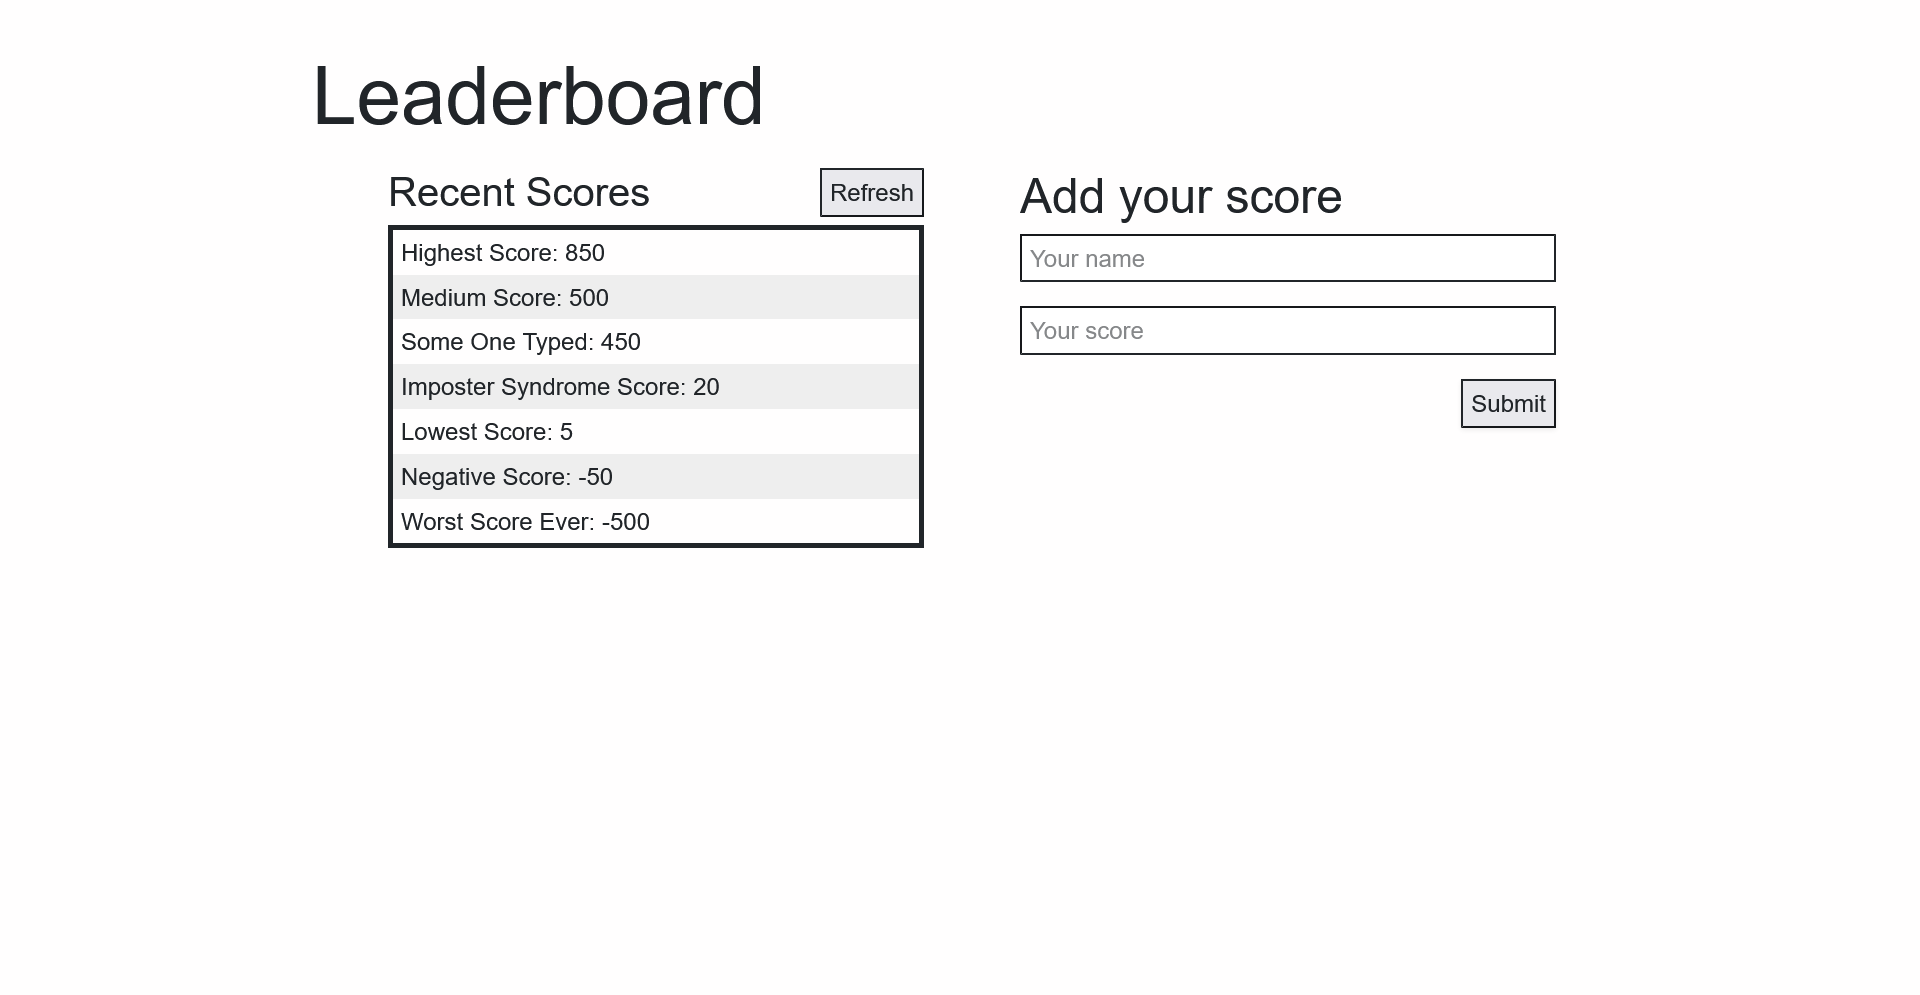 Leaderboard
Recent Scores
Refresh
Highest Score: 850
Medium Score: 500
Some One Typed: 450
Imposter Syndrome Score: 20
Lowest Score: 5
Negative Score: -50
Worst Score Ever: -500
Add your score
Your name
Your score
Submit